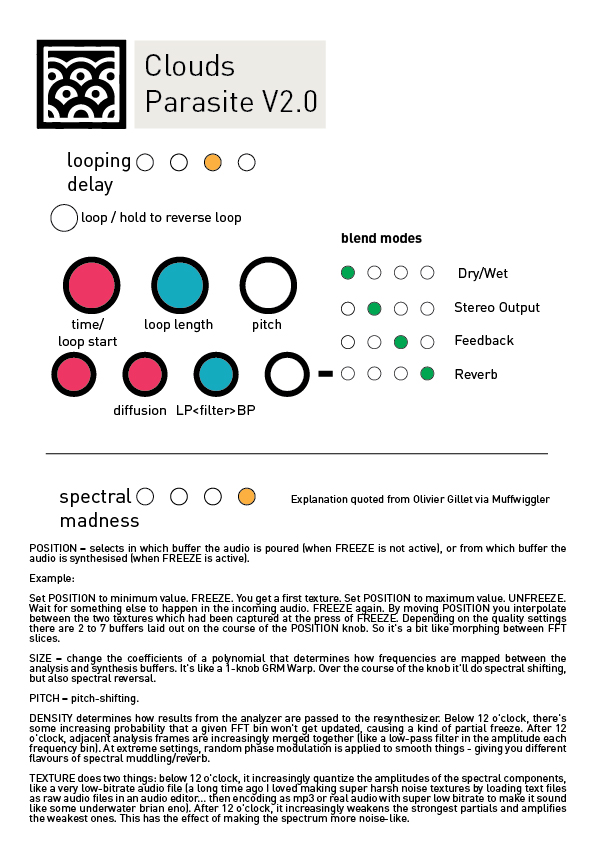 Clouds
Parasite V2.0
looping
delay
loop / hold to reverse loop
blend modes
Dry/Wet
time/
loop start
loop length
pitch
Stereo Output
Feedback
Reverb
diffusion
LP<filter>BP
spectral
madness
Explanation quoted from Olivier Gillet via Muffwiggler
POSITION – selects in which buffer the audio is poured (when FREEZE is not active), or from which buffer the
audio is synthesised (when FREEZE is active).
Example:
Set POSITION to minimum value. FREEZE. You get a first texture. Set POSITION to maximum value. UNFREEZE.
Wait for something else to happen in the incoming audio. FREEZE again. By moving POSITION you interpolate
between the two textures which had been captured at the press of FREEZE. Depending on the quality settings
there are 2 to 7 buffers laid out on the course of the POSITION knob. So it's a bit like morphing between FFT
slices.
SIZE – change the coefficients of a polynomial that determines how frequencies are mapped between the
analysis and synthesis buffers. It's like a 1-knob GRM Warp. Over the course of the knob it'll do spectral shifting,
but also spectral reversal.
PITCH – pitch-shifting.
DENSITY determines how results from the analyzer are passed to the resynthesizer. Below 12 o'clock, there's
some increasing probability that a given FFT bin won't get updated, causing a kind of partial freeze. After 12
o'clock, adjacent analysis frames are increasingly merged together (like a low-pass filter in the amplitude each
frequency bin). At extreme settings, random phase modulation is applied to smooth things - giving you different
flavours of spectral muddling/reverb.
TEXTURE does two things: below 12 o'clock, it increasingly quantize the amplitudes of the spectral components,
like a very low-bitrate audio file (a long time ago I loved making super harsh noise textures by loading text files
as raw audio files in an audio editor... then encoding as mp3 or real audio with super low bitrate to make it sound
like some underwater brian eno). After 12 o'clock, it increasingly weakens the strongest partials and amplifies
the weakest ones. This has the effect of making the spectrum more noise-like.